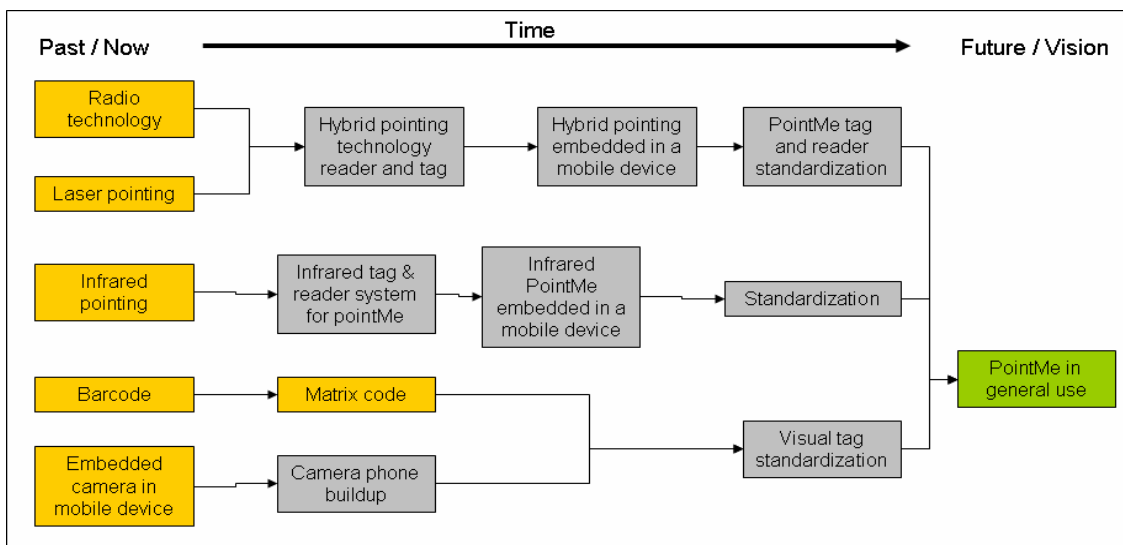 Time
Past / Now
Future / Vision
Radio
technology
Hybrid pointing
technology
reader and tag
Hybrid pointing
embedded in a
mobile device
PointMe tag
and reader
standardization
Laser pointing
Infrared
pointing
Infrared tag &
reader system
for pointMe
Infrared
PointMe
embedded in a
mobile device
Standardization
Barcode
Matrix code
PointMe in
general use
Embedded
camera in
mobile device
Camera phone
buildup
Visual tag
standardization